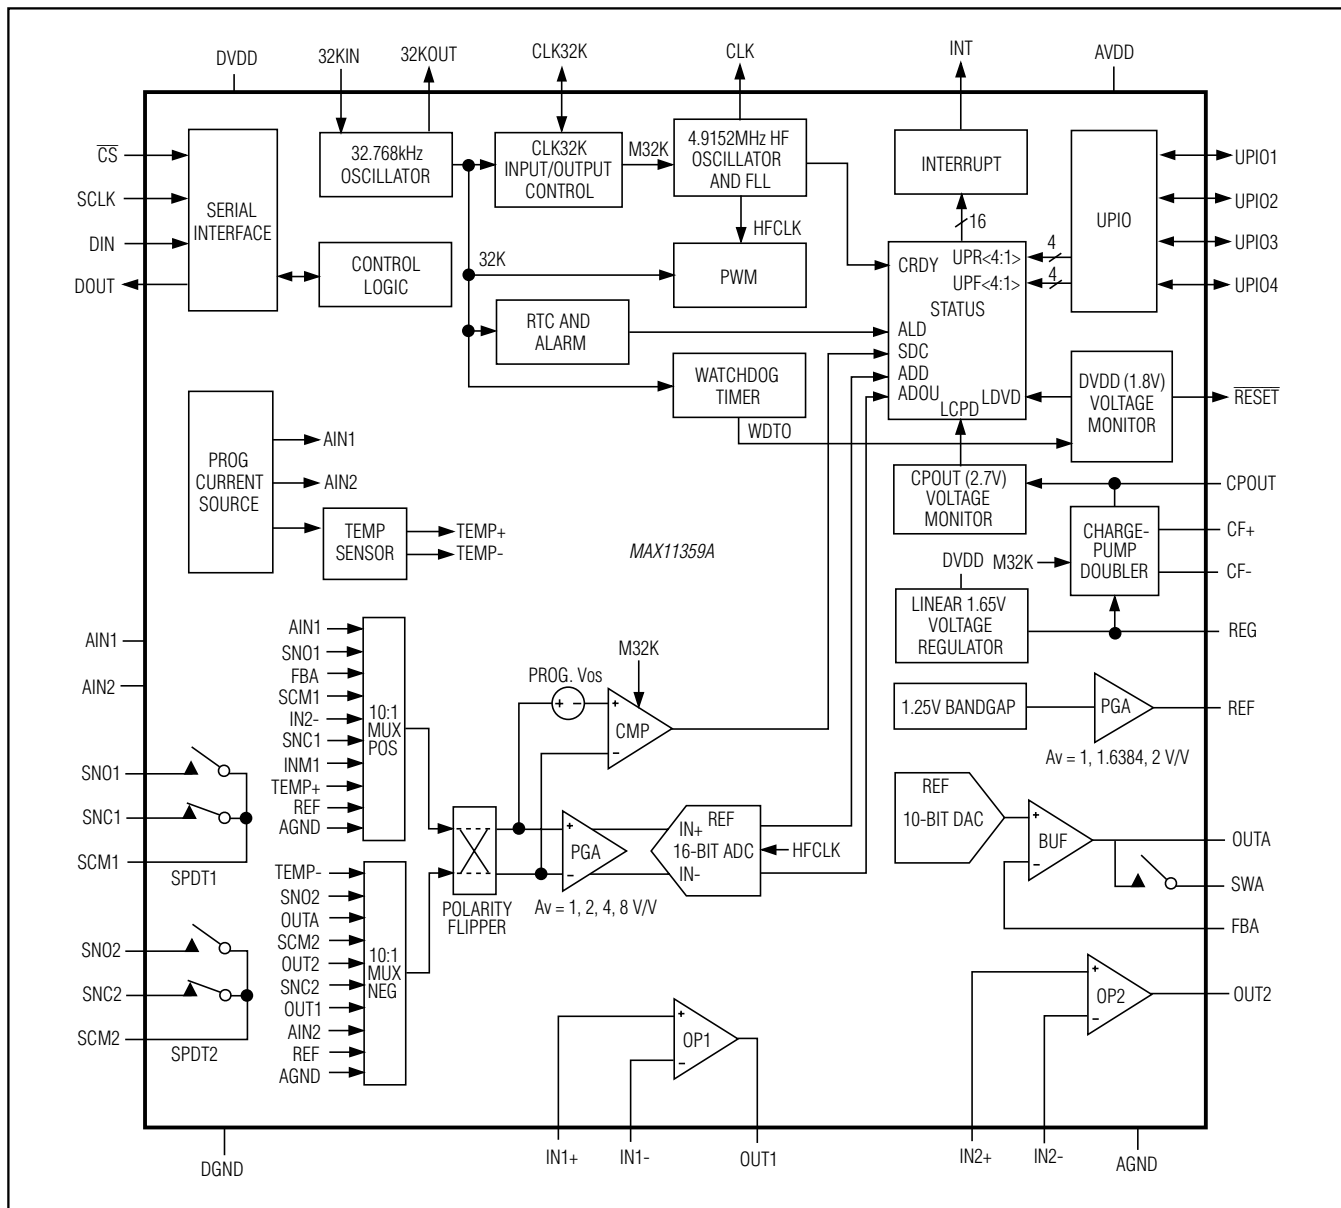 DVDD
32KIN
32KOUT
CLK32K
CLK
INT
AVDD
CS
SCLK
DIN
DOUT
SERIAL
INTERFACE
32.768kHz
OSCILLATOR
CONTROL
LOGIC
CLK32K
INPUT/OUTPUT
CONTROL
M32K
4.9152MHz HF
OSCILLATOR
AND FLL
HFCLK
32K
PWM
RTC AND
ALARM
WATCHDOG
TIMER
WDTO
INTERRUPT
16
CRDY
UPR<4:1>
UPF<4:1>
STATUS
ALD
SDC
ADD
ADOU
LDVD
LCPD
4
4
UPIO
UPIO1
UPIO2
UPIO3
UPIO4
DVDD (1.8V)
VOLTAGE
MONITOR
RESET
CPOUT (2.7V)
VOLTAGE
MONITOR
CPOUT
CHARGE-
PUMP
DOUBLER
CF+
CF-
M32K
DVDD
LINEAR 1.65V
VOLTAGE
REGULATOR
REG
PROG
CURRENT
SOURCE
AIN1
AIN2
TEMP
SENSOR
TEMP+
TEMP-
MAX11359A
AIN1
AIN2
AIN1
SNO1
FBA
SCM1
IN2-
SNC1
INM1
TEMP+
REF
AGND
10:1
MUX
POS
M32K
PROG. Vos
+ -
+
-
CMP
1.25V BANDGAP
PGA
REF
Av = 1, 1.6384, 2 V/V
SNO1
SNC1
SCM1
SPDT1
POLARITY
FLIPPER
+
-
PGA
Av = 1, 2, 4, 8 V/V
IN+
REF
16-BIT ADC
IN-
HFCLK
REF
10-BIT DAC
+
-
BUF
OUTA
SWA
FBA
TEMP-
SNO2
OUTA
SCM2
OUT2
SNC2
OUT1
AIN2
REF
AGND
10:1
MUX
NEG
SNO2
SNC2
SCM2
SPDT2
+
-
OP1
+
-
OP2
OUT2
DGND
IN1+
IN1-
OUT1
IN2+
IN2-
AGND